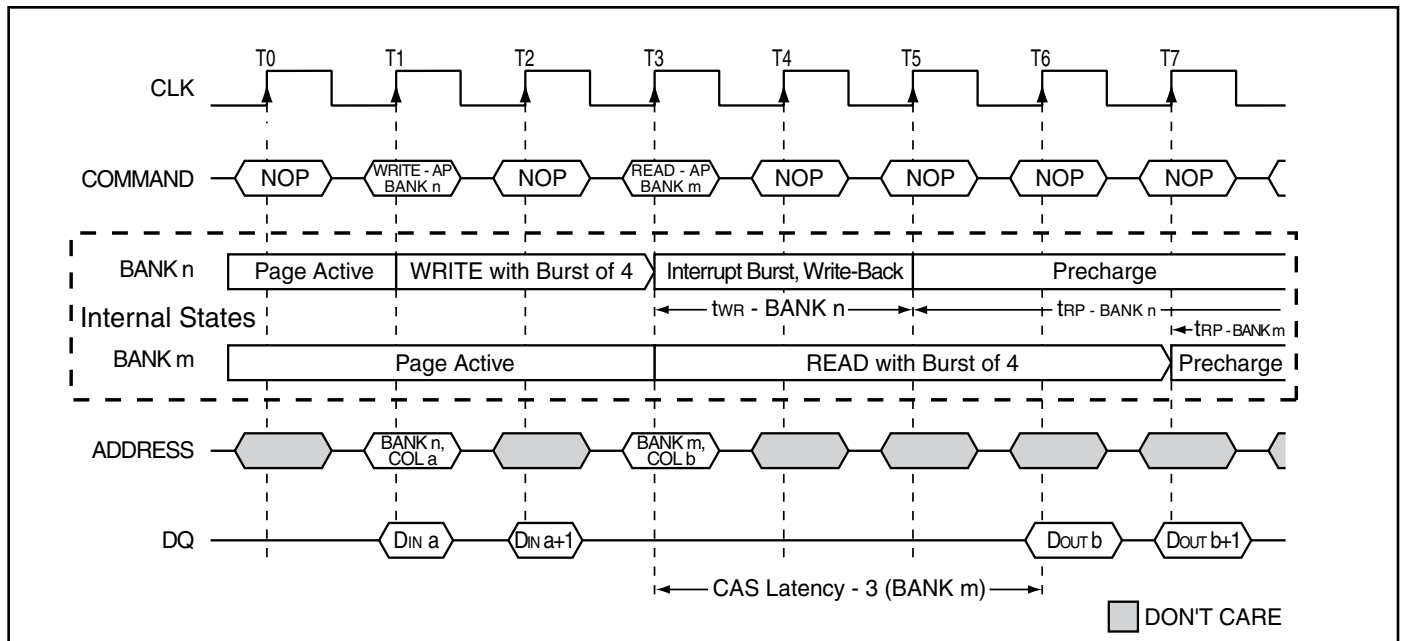 T0 T1 T2 T3 T4 T5 T6 T7
CLK
COMMAND NOP WRITE - AP NOP READ - AP NOP NOP NOP NOP
BANK n BANK m
BANK n Page Active WRITE with Burst of 4 Interrupt Burst, Write-Back Precharge
tWR - BANK n tRP - BANK n
Internal States tRP - BANK m
BANK m Page Active READ with Burst of 4 Precharge
ADDRESS BANK n, BANK m,
COL a COL b
DQ DIN a DIN a+1 DOUT b DOUT b+1
CAS Latency - 3 (BANK m)
DON'T CARE